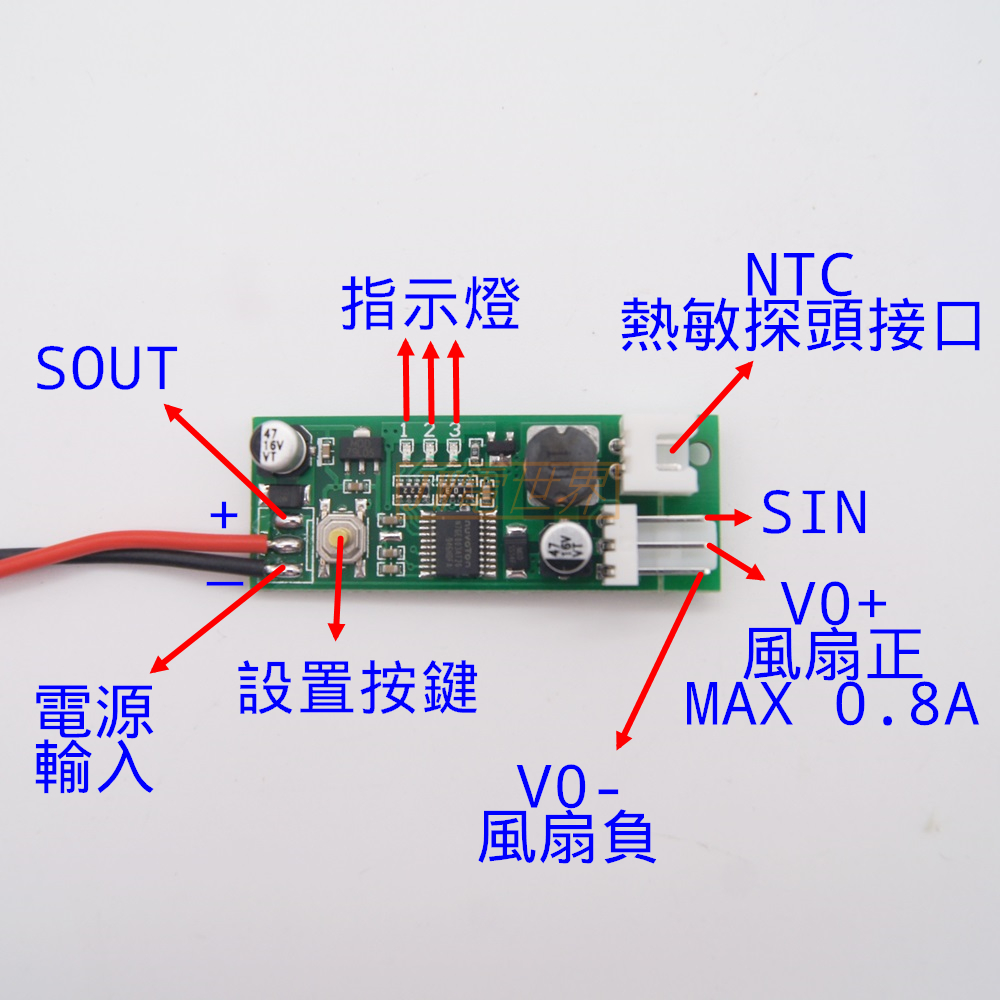 NTC
熱敏探頭接口
指示燈
SOUT
1 2 3
47
16V
VT
+
SIN
47
16V
VT
nuvoTon
−
VO+
風扇正
MAX 0.8A
設置按鍵
電源
輸入
VO-
風扇負